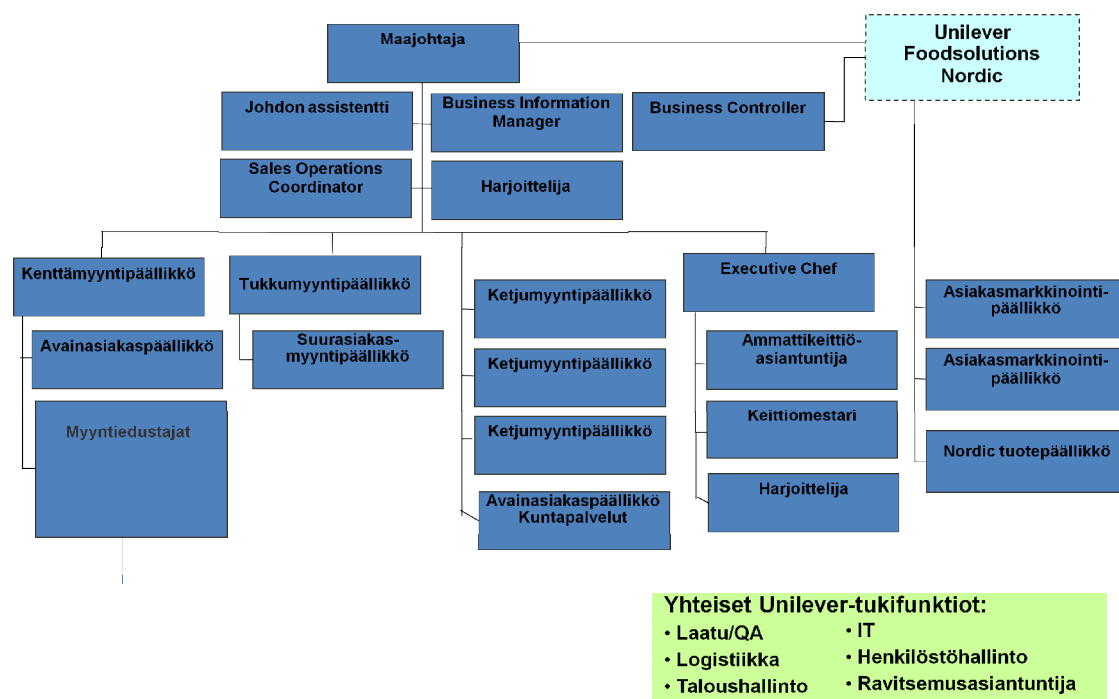 Maajohtaja
Unilever
Foodsolutions
Nordic
Johdon assistentti
Business Information
Manager
Business Controller
Sales Operations
Coordinator
Harjoittelija
Kenttämyyntipäällikkö
Avainasiakaspäällikkö
Myyntiedustajat
Tukkumyyntipäällikkö
Suurasiakas-
myyntipäällikkö
Ketjumyyntipäällikkö
Ketjumyyntipäällikkö
Ketjumyyntipäällikkö
Avainasiakaspäällikkö
Kuntapalvelut
Executive Chef
Ammattikeittiö-
asiantuntija
Keittiömestari
Harjoittelija
Asiakasmarkkinointi-
päällikkö
Asiakasmarkkinointi-
päällikkö
Nordic tuotepäällikkö
Yhteiset Unilever-tukifunktiot:
• Laatu/QA
• Logistiikka
• Taloushallinto
• IT
• Henkilöstöhallinto
• Ravitsemusasiantuntija